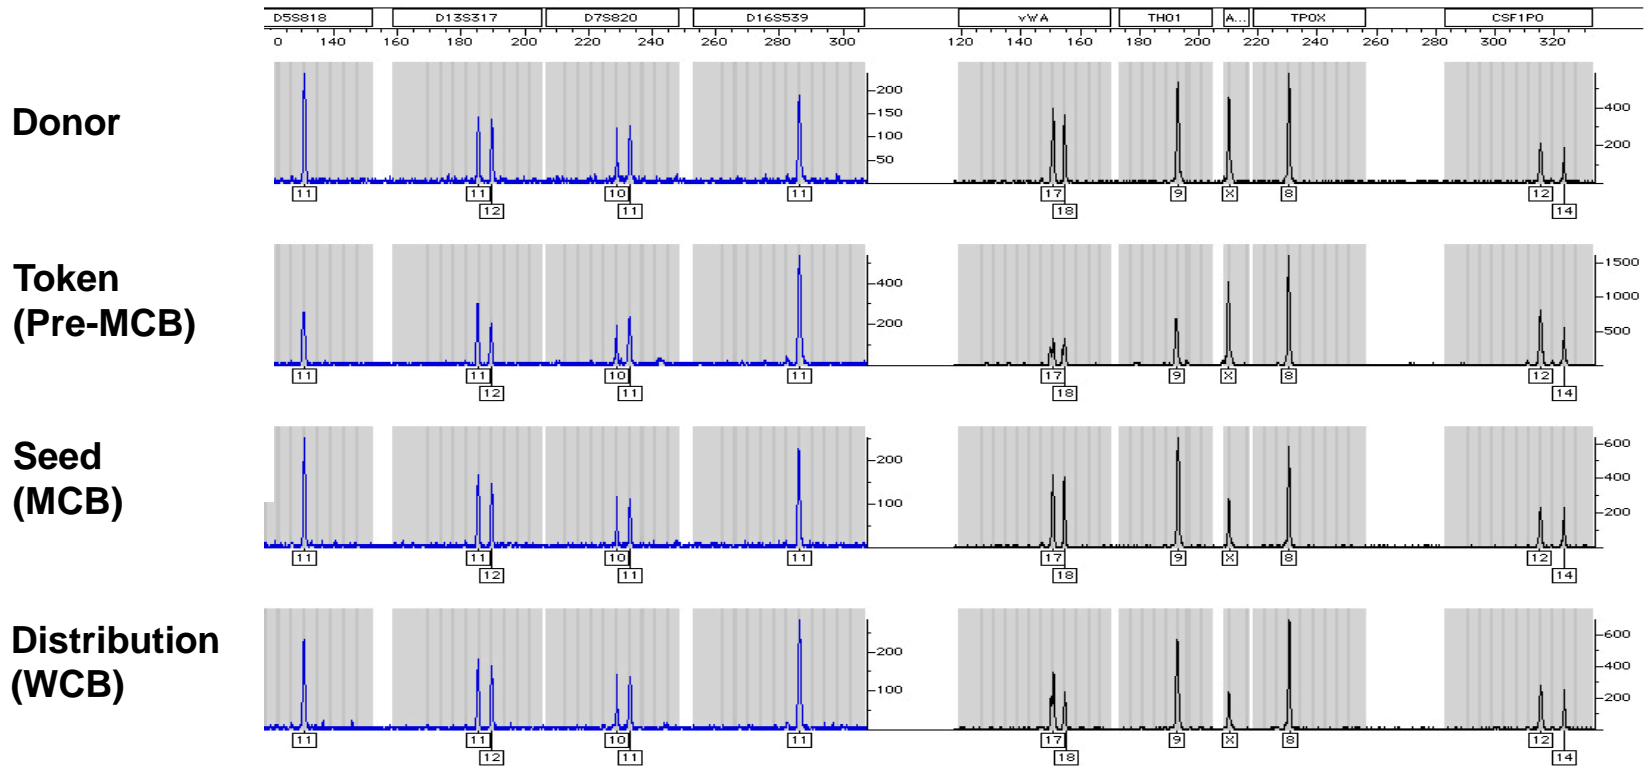 D5S818 D13S317 D7S820 D16S539 vWA TH01 A... TPOX CSF1PO
0 140 160 180 200 220 240 260 280 300 120 140 160 180 200 220 240 260 280 300 320
Donor
200 150 100 50 400 200
11 11 10 11 17 9 X 8 12
12 11 18 14
Token
(Pre-MCB)
400 200 1500 1000 500
11 11 10 11 17 9 X 8 12
12 11 18 14
Seed
(MCB)
200 100 600 400 200
11 11 10 11 17 9 X 8 12
12 11 18 14
Distribution
(WCB)
200 100 600 400 200
11 11 10 11 17 9 X 8 12
12 11 18 14